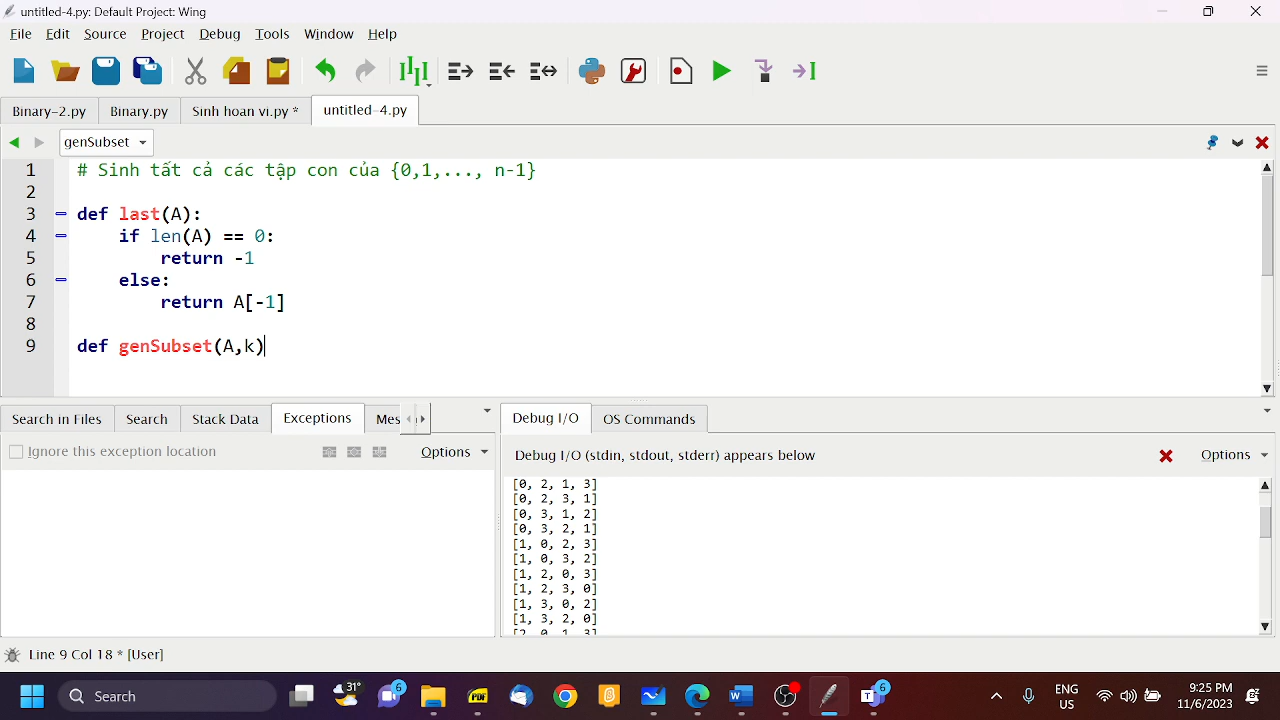 untitled-4.py: Default Project: Wing
File Edit Source Project Debug Tools Window Help
Binary-2.py Binary.py Sinh hoan vi.py * untitled-4.py
genSubset
1 # Sinh tất cả các tập con của {0,1,..., n-1}
2
3 def last(A):
4 if len(A) == 0:
5 return -1
6 else:
7 return A[-1]
8
9 def genSubset(A,k)
Search in Files Search Stack Data Exceptions Mes Debug I/O OS Commands
Ignore this exception location Options Debug I/O (stdin, stdout, stderr) appears below Options
[0, 2, 1, 3]
[0, 2, 3, 1]
[0, 3, 1, 2]
[0, 3, 2, 1]
[1, 0, 2, 3]
[1, 0, 3, 2]
[1, 2, 0, 3]
[1, 2, 3, 0]
[1, 3, 0, 2]
[1, 3, 2, 0]
[2, 0, 1, 3]
Line 9 Col 18 * [User]
Search 31° 6 PDF 6 ENG 9:25 PM
US 11/6/2023